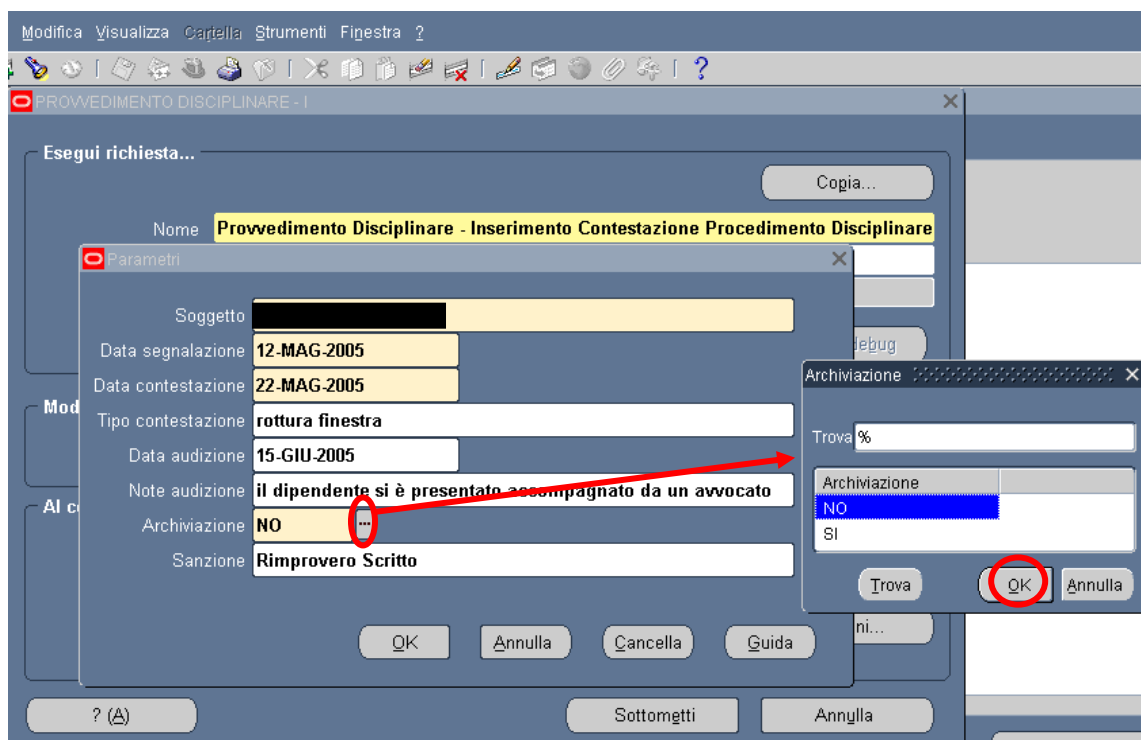 Modifica Visualizza Cartella Strumenti Finestra ?
PROVVEDIMENTO DISCIPLINARE - I
Esegui richiesta...
Copia...
Nome Provvedimento Disciplinare - Inserimento Contestazione Procedimento Disciplinare
Parametri
Soggetto
Data segnalazione 12-MAG-2005
Data contestazione 22-MAG-2005
Tipo contestazione rottura finestra
Data audizione 15-GIU-2005
Note audizione il dipendente si è presentato accompagnato da un avvocato
Archiviazione NO ...
Sanzione Rimprovero Scritto
OK Annulla Cancella Guida
debug
Mod
Al c
ni...
? (A) Sottometti Annulla
Archiviazione
Trova %
Archiviazione
NO
SI
Trova OK Annulla